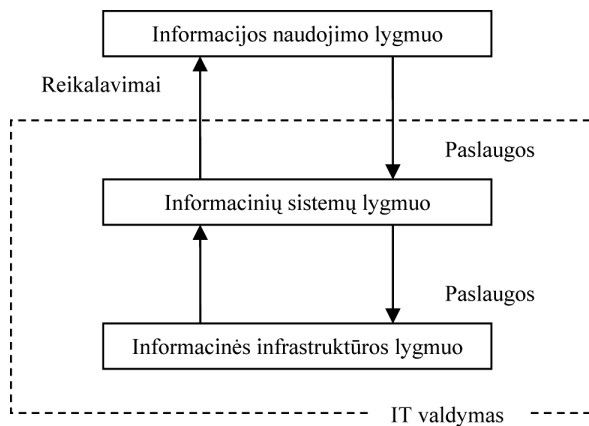 Informacijos naudojimo lygmuo
Reikalavimai
Paslaugos
Informacinių sistemų lygmuo
Paslaugos
Informacinės infrastruktūros lygmuo
IT valdymas